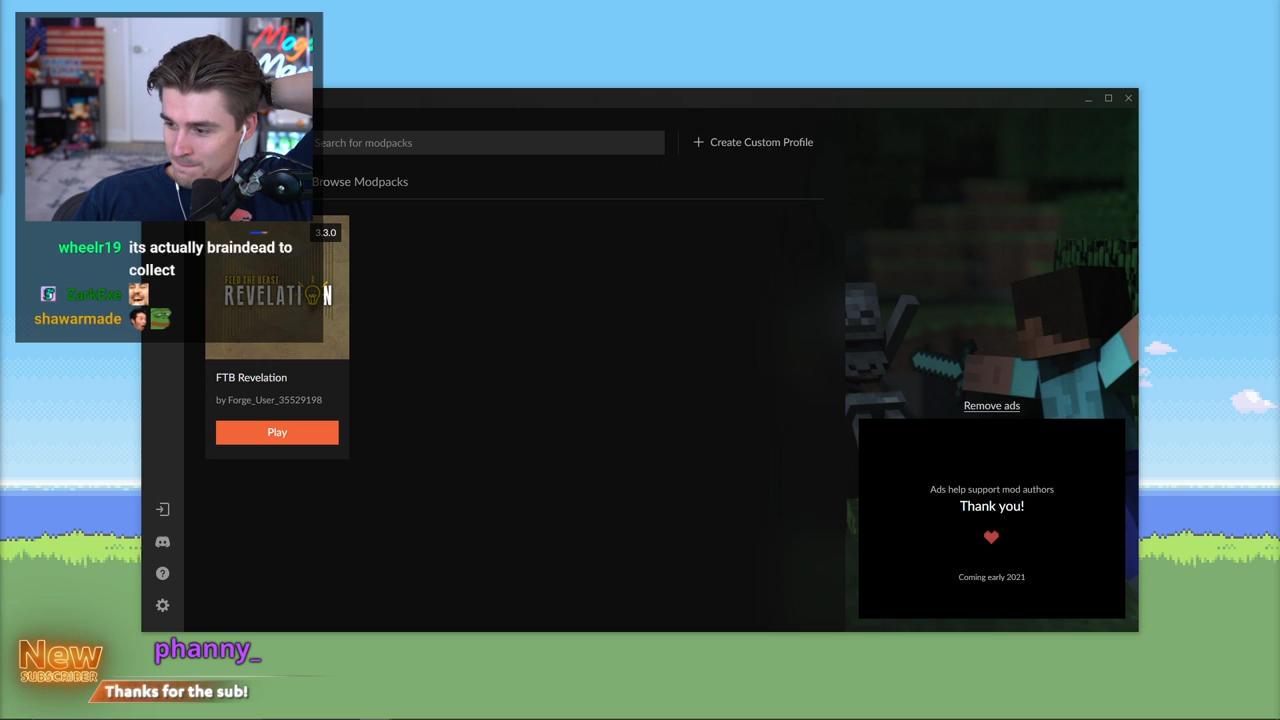 Search for modpacks
Create Custom Profile
Browse Modpacks
wheelr19 its actually braindead to
collect
ZarkExe
shawarmade
3.3.0
FEED THE BEAST
REVELATION
FTB Revelation
by Forge_User_35529198
Play
Remove ads
Ads help support mod authors
Thank you!
Coming early 2021
New
SUBSCRIBER
phanny_
Thanks for the sub!